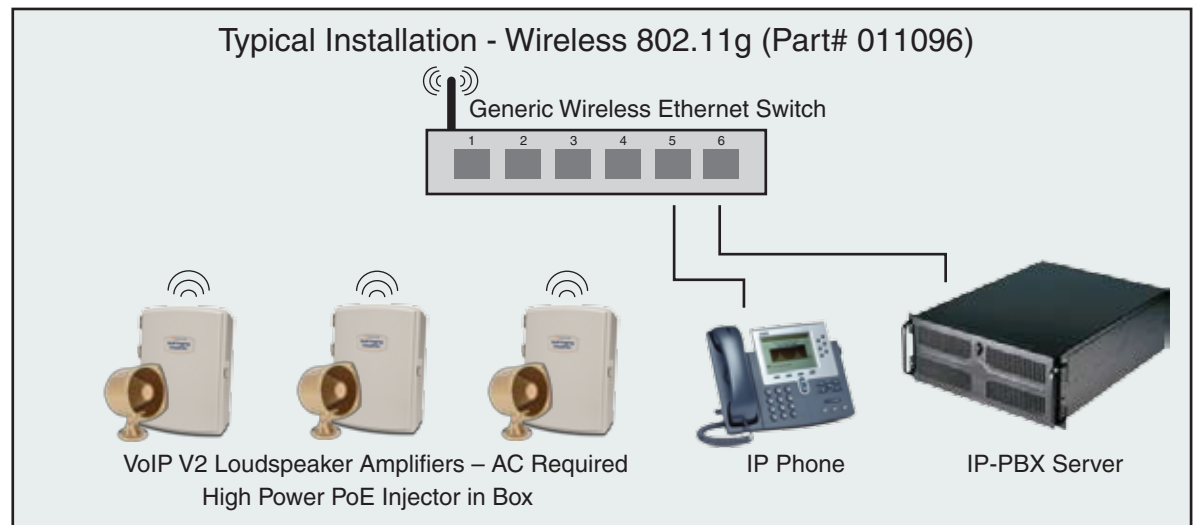 Typical Installation - Wireless 802.11g (Part# 011096)
Generic Wireless Ethernet Switch
1 2 3 4 5 6
VoIP V2 Loudspeaker Amplifiers – AC Required
High Power PoE Injector in Box
IP Phone
IP-PBX Server